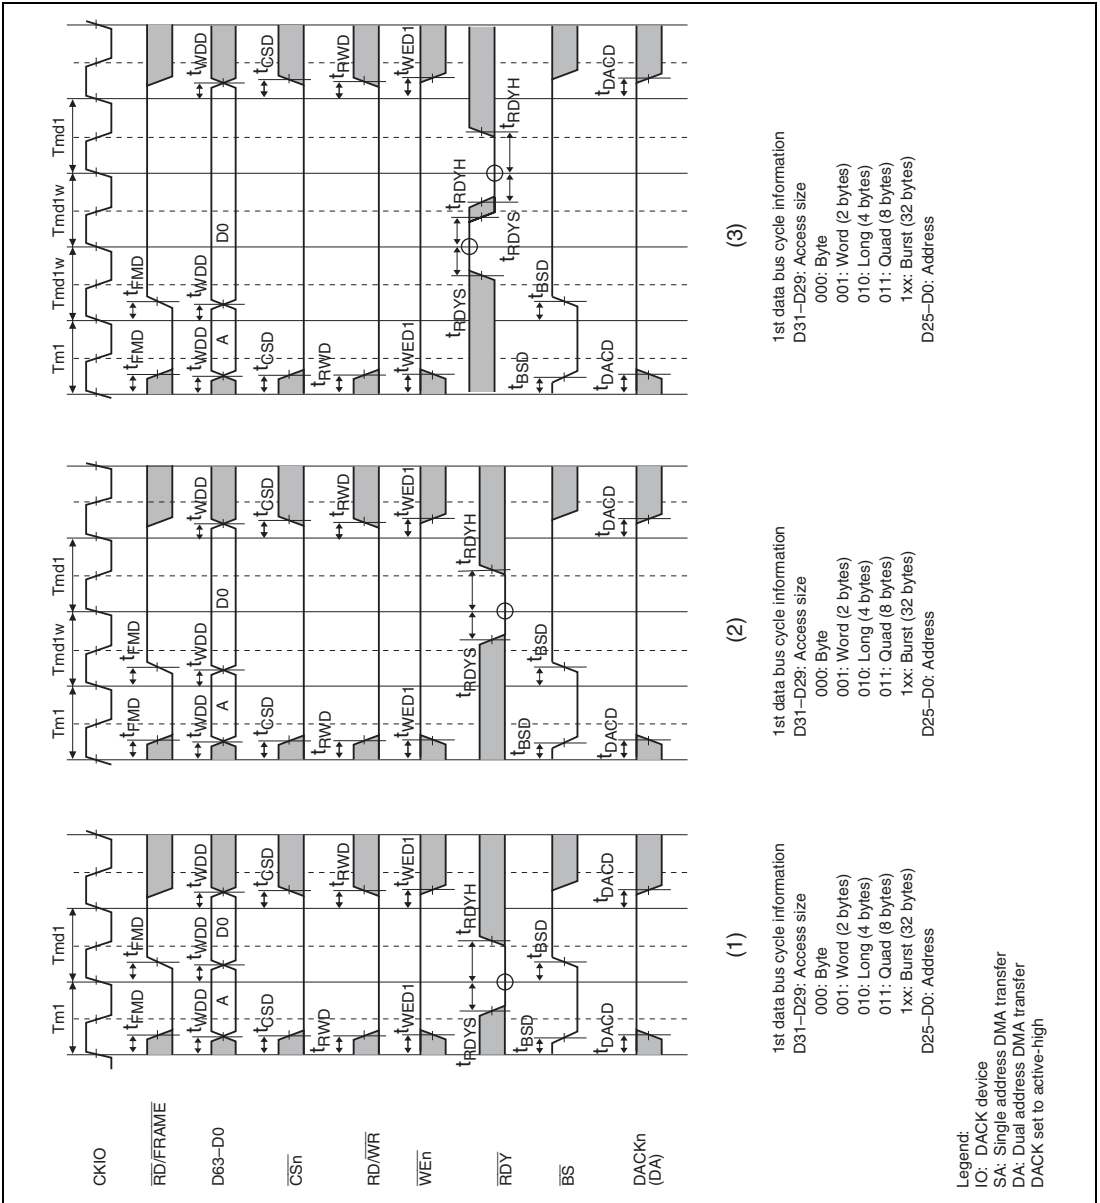 Tm1 Tmd1 Tm1 Tmd1w Tmd1 Tm1 Tmd1w Tmd1w Tmd1
CKIO
tFMD tFMD tFMD tFMD tFMD tFMD
RD/FRAME
tWDD tWDD tWDD tWDD tWDD tWDD tWDD tWDD tWDD
D63–D0 A D0 A D0 A D0
tCSD tCSD tCSD tCSD tCSD tCSD
CSn
tRWD tRWD tRWD tRWD tRWD tRWD
RD/WR
tWED1 tWED1 tWED1 tWED1 tWED1 tWED1
WEn
tRDYS tRDYH tRDYS tRDYH tRDYS tRDYH
RDY
tRDYS tRDYH
tBSD tBSD tBSD tBSD tBSD tBSD
BS
tDACD tDACD tDACD tDACD tDACD tDACD
DACKn
(DA)
(1)
1st data bus cycle information
D31–D29: Access size
000: Byte
001: Word (2 bytes)
010: Long (4 bytes)
011: Quad (8 bytes)
1xx: Burst (32 bytes)
D25–D0: Address
(2)
1st data bus cycle information
D31–D29: Access size
000: Byte
001: Word (2 bytes)
010: Long (4 bytes)
011: Quad (8 bytes)
1xx: Burst (32 bytes)
D25–D0: Address
(3)
1st data bus cycle information
D31–D29: Access size
000: Byte
001: Word (2 bytes)
010: Long (4 bytes)
011: Quad (8 bytes)
1xx: Burst (32 bytes)
D25–D0: Address
Legend:
IO: DACK device
SA: Single address DMA transfer
DA: Dual address DMA transfer
DACK set to active-high